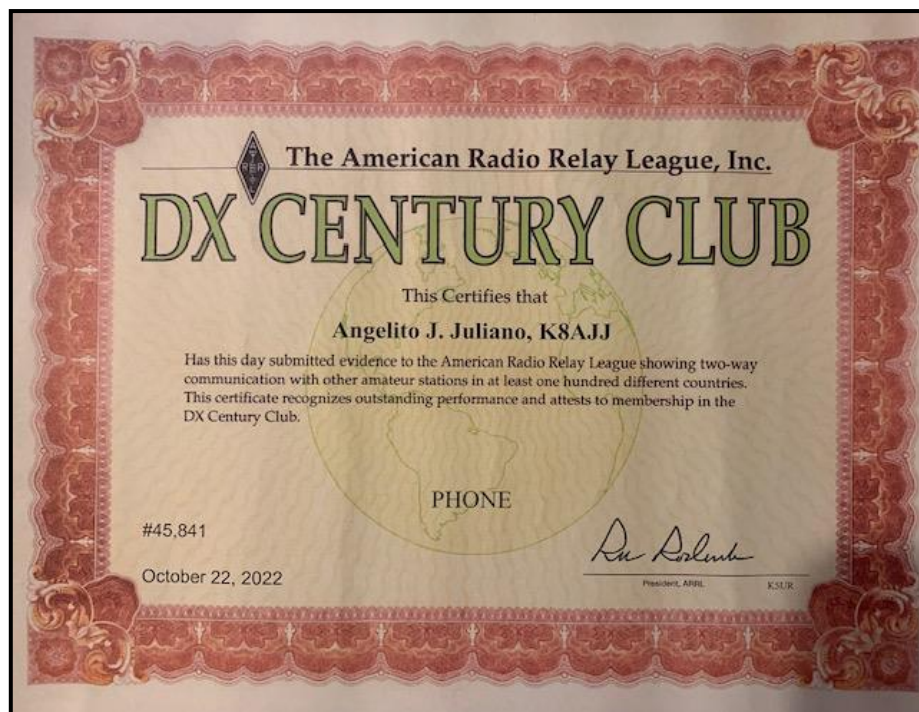 The American Radio Relay League, Inc.
DX CENTURY CLUB
This Certifies that
Angelito J. Juliano, K8AJJ
Has this day submitted evidence to the American Radio Relay League showing two-way
communication with other amateur stations in at least one hundred different countries.
This certificate recognizes outstanding performance and attests to membership in the
DX Century Club.
PHONE
#45,841
October 22, 2022
President, ARRL K5UR